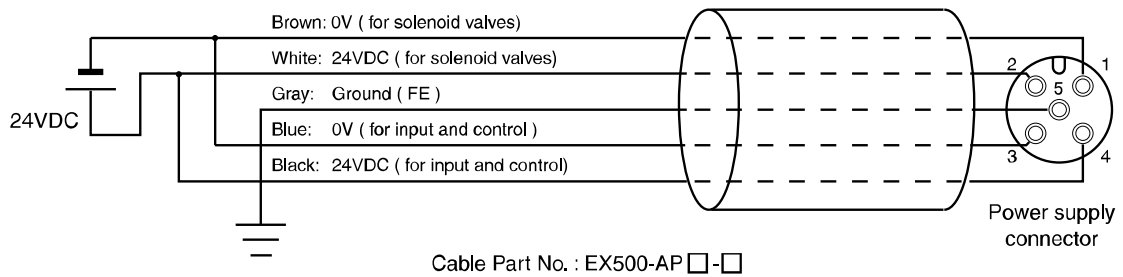 Brown: 0V ( for solenoid valves)
White: 24VDC ( for solenoid valves)
Gray: Ground ( FE )
24VDC
Blue: 0V ( for input and control )
Black: 24VDC ( for input and control)
2
1
5
3
4
Power supply
connector
Cable Part No. : EX500-AP□-□